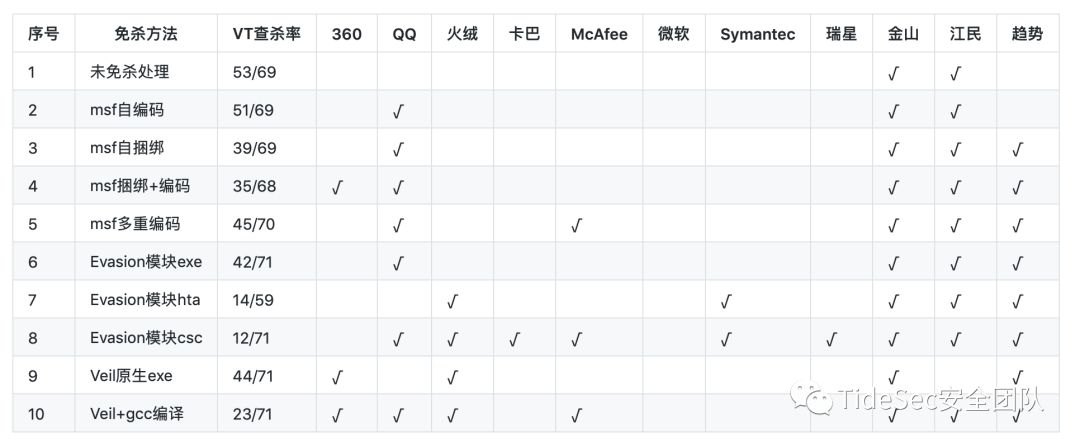 序号 免杀方法 VT查杀率 360 QQ 火绒 卡巴 McAfee 微软 Symantec 瑞星 金山 江民 趋势
1 未免杀处理 53/69 √ √
2 msf自编码 51/69 √ √ √
3 msf自捆绑 39/69 √ √ √ √
4 msf捆绑+编码 35/68 √ √ √ √ √
5 msf多重编码 45/70 √ √ √ √ √
6 Evasion模块exe 42/71 √ √ √ √
7 Evasion模块hta 14/59 √ √ √ √ √
8 Evasion模块csc 12/71 √ √ √ √ √ √ √ √ √
9 Veil原生exe 44/71 √ √ √ √
10 Veil+gcc编译 23/71 √ √ √ √ √ √ √
TideSec安全团队